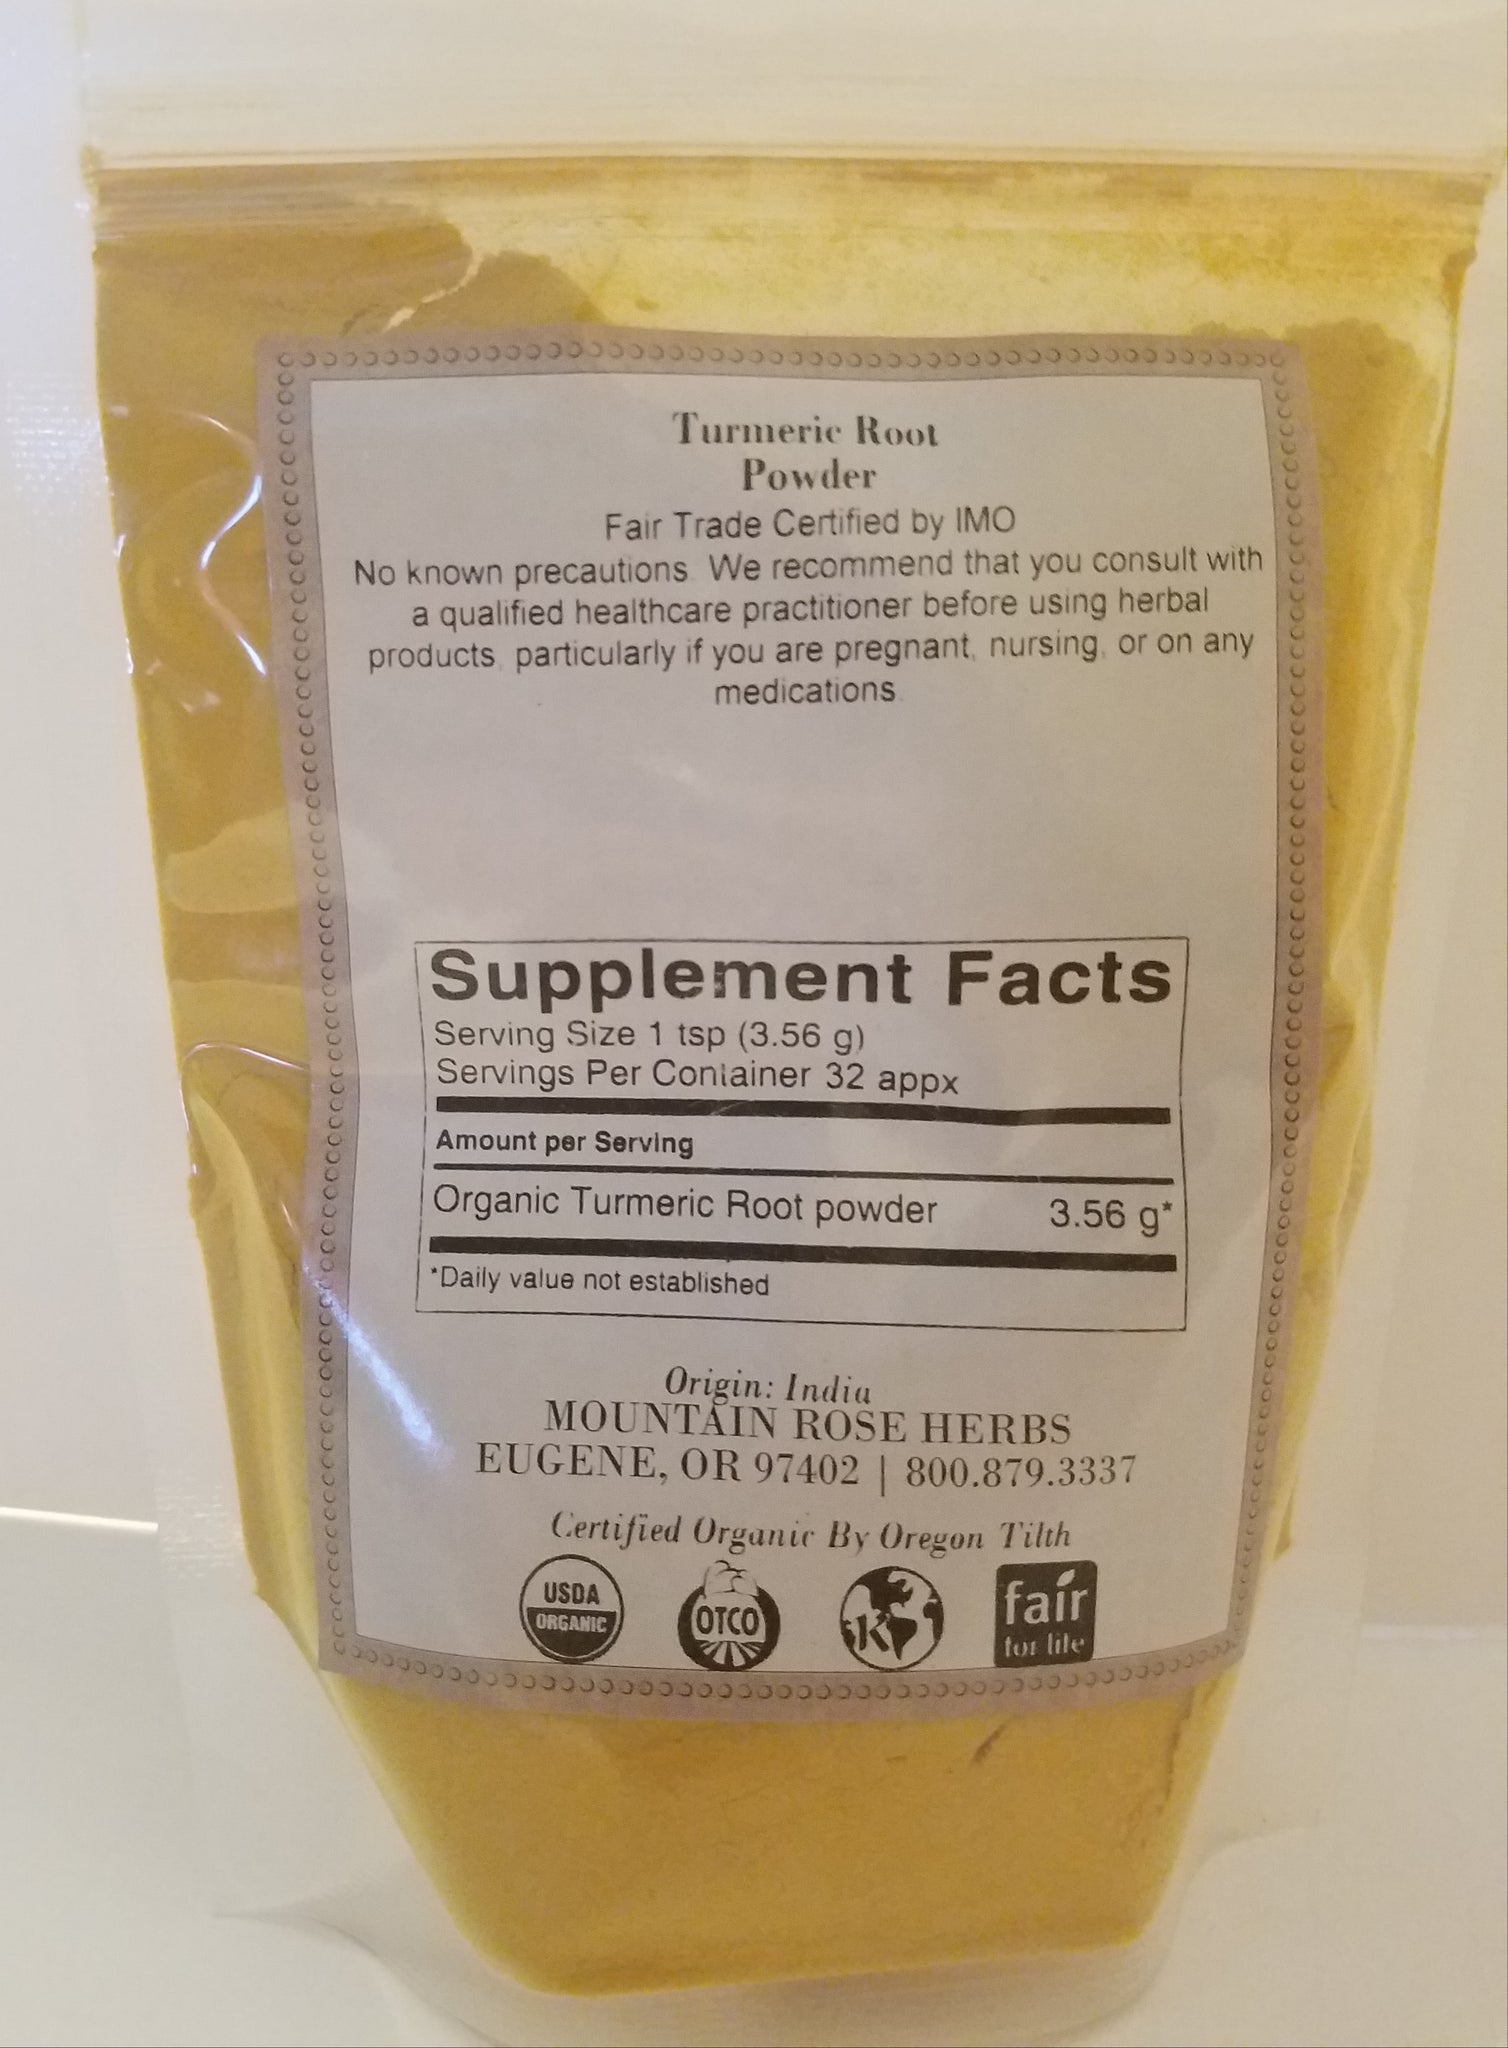 Turmeric Root
Powder
Fair Trade Certified by IMO
No known precautions. We recommend that you consult with
a qualified healthcare practitioner before using herbal
products, particularly if you are pregnant, nursing, or on any
medications.
Supplement Facts
Serving Size 1 tsp (3.56 g)
Servings Per Container 32 appx
Amount per Serving
Organic Turmeric Root powder 3.56 g*
*Daily value not established
Origin: India
MOUNTAIN ROSE HERBS
EUGENE, OR 97402 | 800.879.3337
Certified Organic By Oregon Tilth
USDA
ORGANIC
OTCO
K
fair
for life